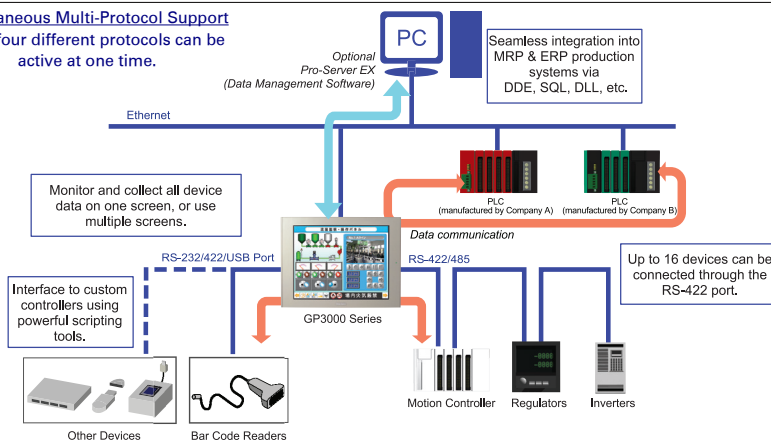 aneous Multi-Protocol Support
four different protocols can be
active at one time.
Optional
Pro-Server EX
(Data Management Software)
PC
Seamless integration into
MRP & ERP production
systems via
DDE, SQL, DLL, etc.
Ethernet
Monitor and collect all device
data on one screen, or use
multiple screens.
PLC
(manufactured by Company A)
PLC
(manufactured by Company B)
Data communication
RS-232/422/USB Port
RS-422/485
Up to 16 devices can be
connected through the
RS-422 port.
Interface to custom
controllers using
powerful scripting
tools.
GP3000 Series
Other Devices
Bar Code Readers
Motion Controller
Regulators
Inverters